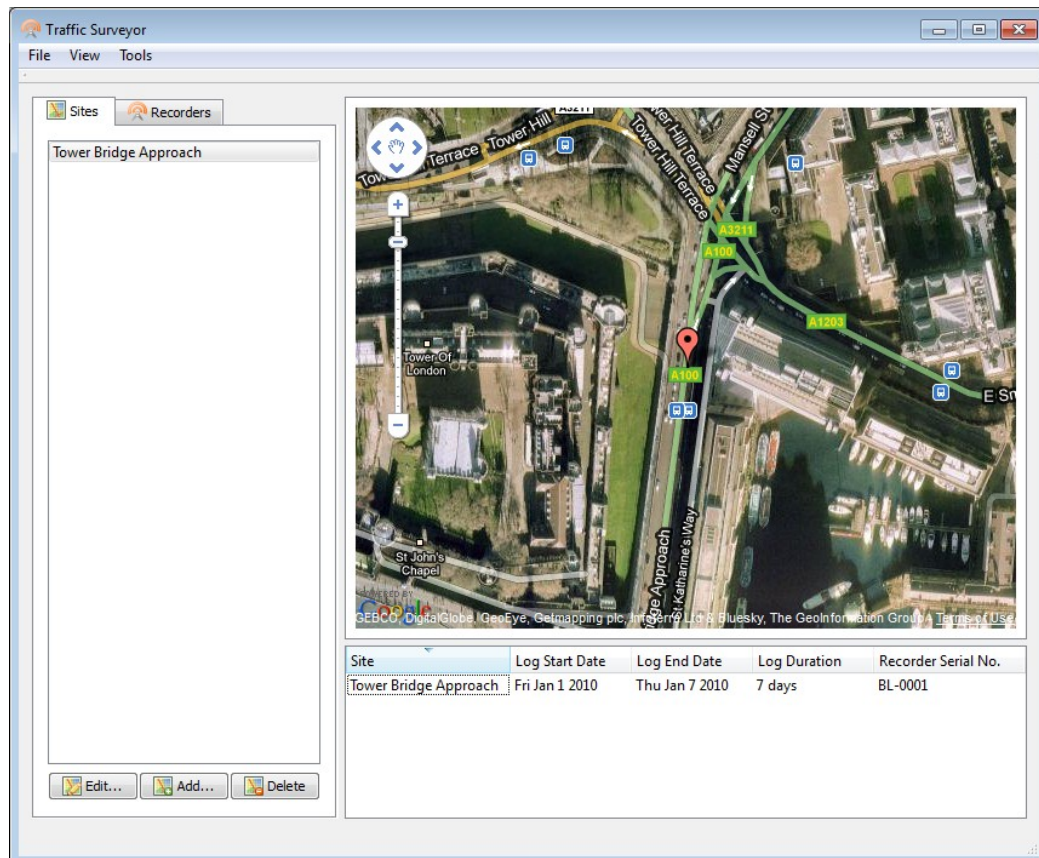 Traffic Surveyor
File View Tools
Sites Recorders
Tower Bridge Approach
Edit... Add... Delete
A3211
Terrace Tower Hill
Tower Hill Terrace
Tower Hill Terrace
Mansell St
A3211
A100
A1203
Tower Of
London
A100
E Sm
St John's
Chapel
Bridge Approach
St Katharine's Way
POWERED BY
Google
GEBCO, DigitalGlobe, GeoEye, Getmapping plc, Infoterra Ltd & Bluesky, The GeoInformation Group - Terms of Use
Site Log Start Date Log End Date Log Duration Recorder Serial No.
Tower Bridge Approach Fri Jan 1 2010 Thu Jan 7 2010 7 days BL-0001